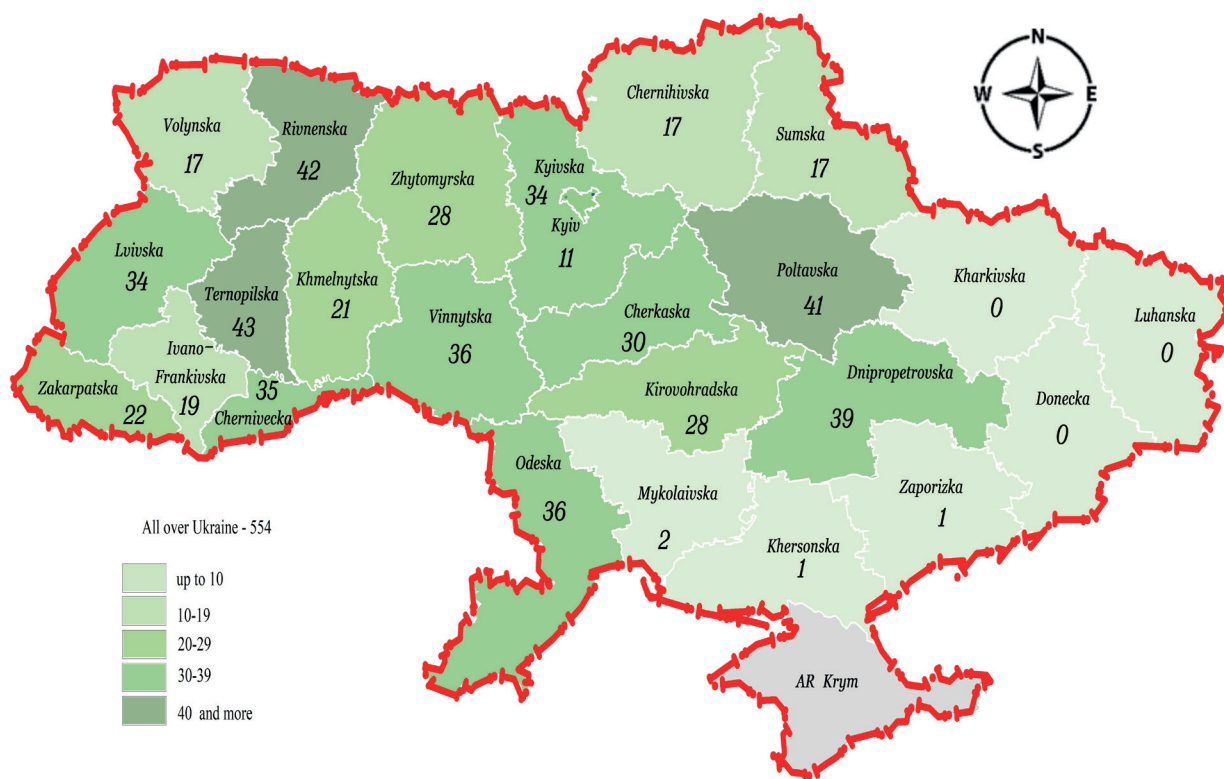 N
W
E
S
Volynska
17
Rivnenska
42
Zhytomyrska
28
Kyivska
34
Kyiv
11
Chernihivska
17
Sumska
17
Lvivska
34
Ternopilska
43
Khmelnytska
21
Vinnytska
36
Cherkaska
30
Poltavska
41
Kharkivska
0
Luhanska
0
Ivano-
Frankivska
19
Zakarpatska
22
35
Chernivecka
Kirovohradska
28
Dnipropetrovska
39
Donecka
0
Odeska
36
Mykolaivska
2
Khersonska
1
Zaporizka
1
AR Krym
All over Ukraine - 554
up to 10
10-19
20-29
30-39
40 and more